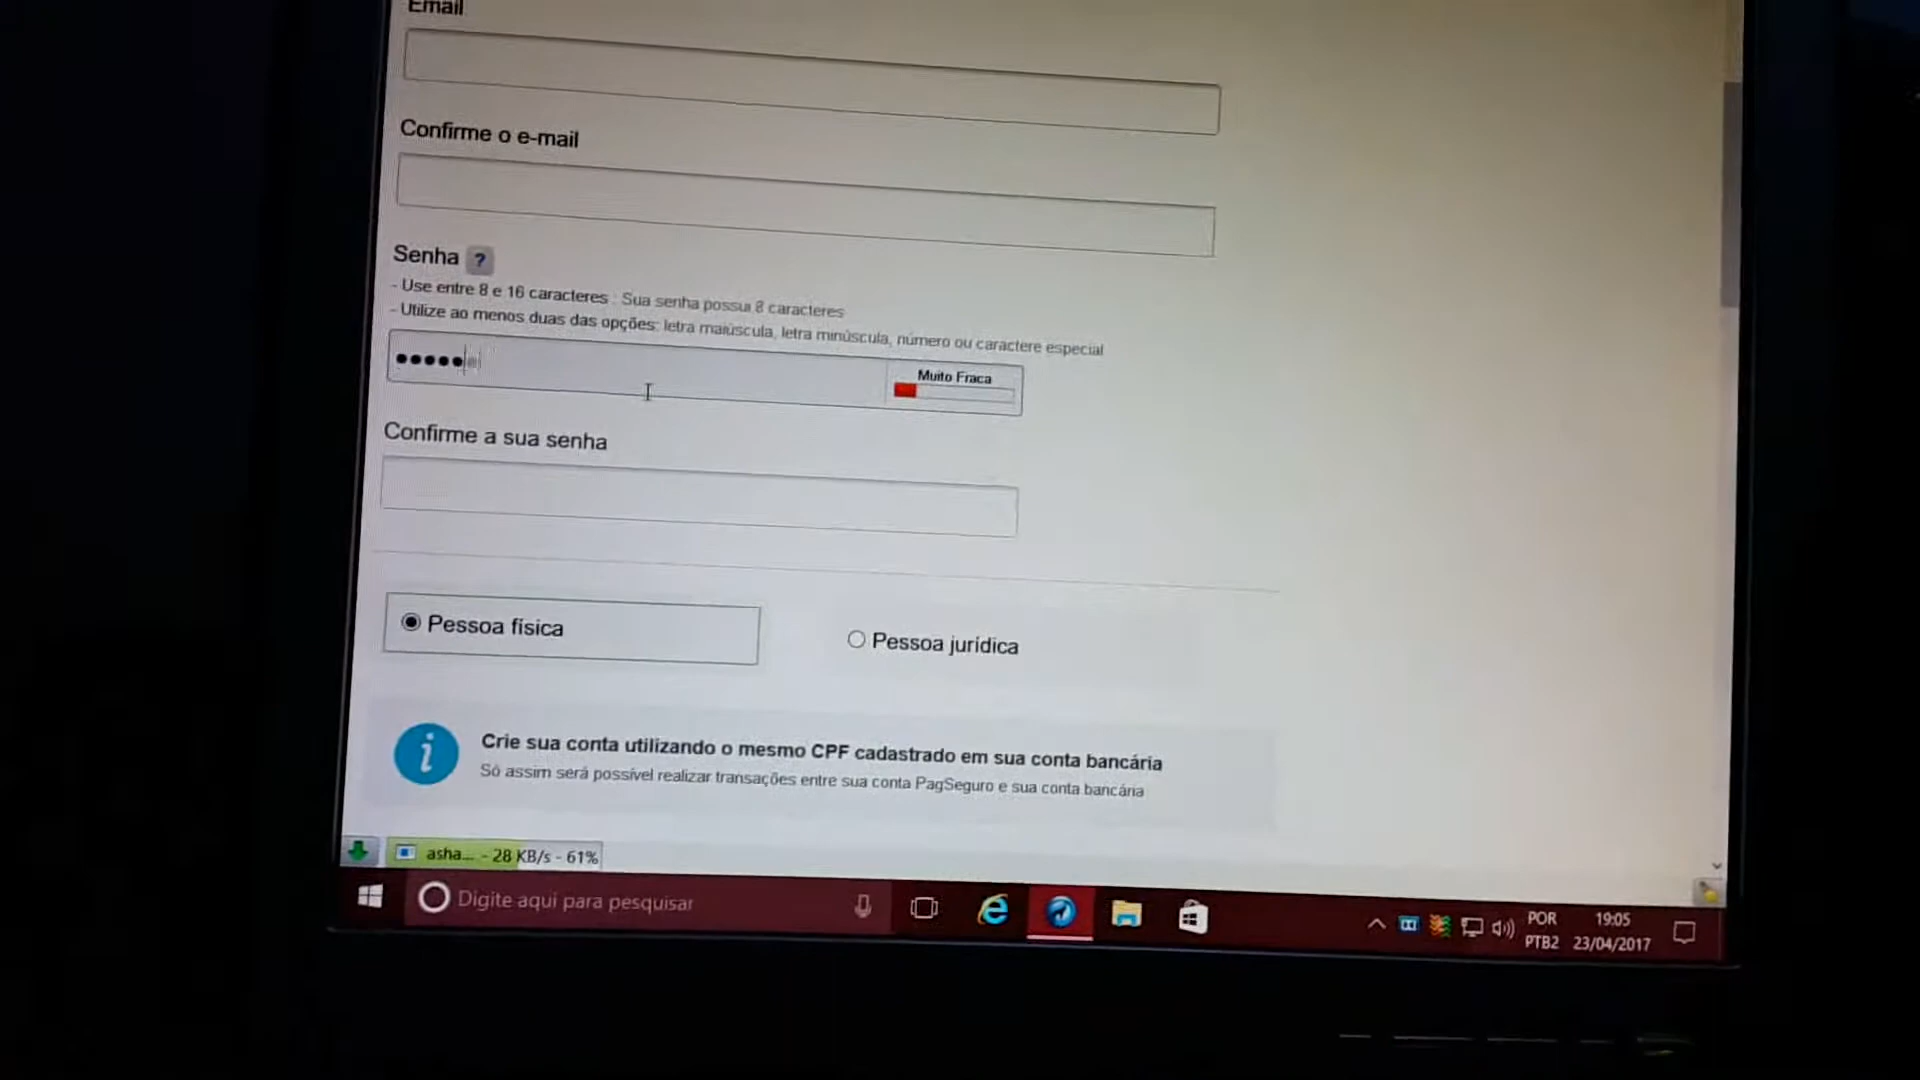 Email
Confirme o e-mail
Senha ?
- Use entre 8 e 16 caracteres : Sua senha possui 8 caracteres
- Utilize ao menos duas das opções: letra maiúscula, letra minúscula, número ou caractere especial
Muito Fraca
Confirme a sua senha
Pessoa física
Pessoa jurídica
i
Crie sua conta utilizando o mesmo CPF cadastrado em sua conta bancária
Só assim será possível realizar transações entre sua conta PagSeguro e sua conta bancária
asha... - 28 KB/s - 61%
Digite aqui para pesquisar
POR
PTB2
19:05
23/04/2017